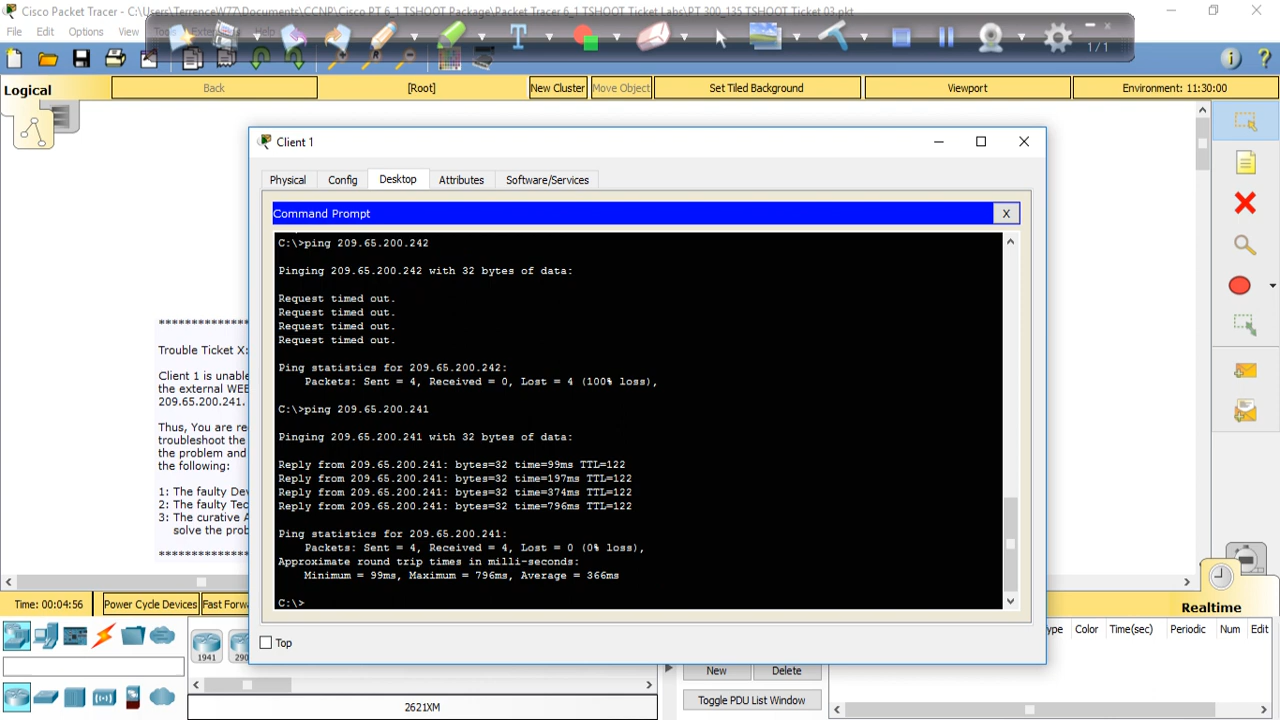 Cisco PT Cisco Packet Tracer - C:\Users\TerrenceW77\Documents\CCNP\Cisco PT 6_1 TSHOOT Package\Packet Tracer 6_1 TSHOOT Ticket Labs\PT 300_135 TSHOOT Ticket 03.pkt
File Edit Options View Tools Extensions Help
1/1
Logical
Back
[Root]
New Cluster
Move Object
Set Tiled Background
Viewport
Environment: 11:30:00
Client 1
Physical
Config
Desktop
Attributes
Software/Services
Command Prompt
X
C:\>ping 209.65.200.242
Pinging 209.65.200.242 with 32 bytes of data:
Request timed out.
Request timed out.
Request timed out.
Request timed out.
Ping statistics for 209.65.200.242:
Packets: Sent = 4, Received = 0, Lost = 4 (100% loss),
C:\>ping 209.65.200.241
Pinging 209.65.200.241 with 32 bytes of data:
Reply from 209.65.200.241: bytes=32 time=99ms TTL=122
Reply from 209.65.200.241: bytes=32 time=197ms TTL=122
Reply from 209.65.200.241: bytes=32 time=374ms TTL=122
Reply from 209.65.200.241: bytes=32 time=796ms TTL=122
Ping statistics for 209.65.200.241:
Packets: Sent = 4, Received = 4, Lost = 0 (0% loss),
Approximate round trip times in milli-seconds:
Minimum = 99ms, Maximum = 796ms, Average = 366ms
C:\>
Top
**************
Trouble Ticket X:
Client 1 is unable
the external WEB
209.65.200.241.
Thus, You are re
troubleshoot the
the problem and
the following:
1: The faulty Dev
2: The faulty Tec
3: The curative A
solve the prob
**************
Time: 00:04:56
Power Cycle Devices
Fast Forw
Realtime
1941
290
2621XM
New
Delete
Toggle PDU List Window
ype
Color
Time(sec)
Periodic
Num
Edit